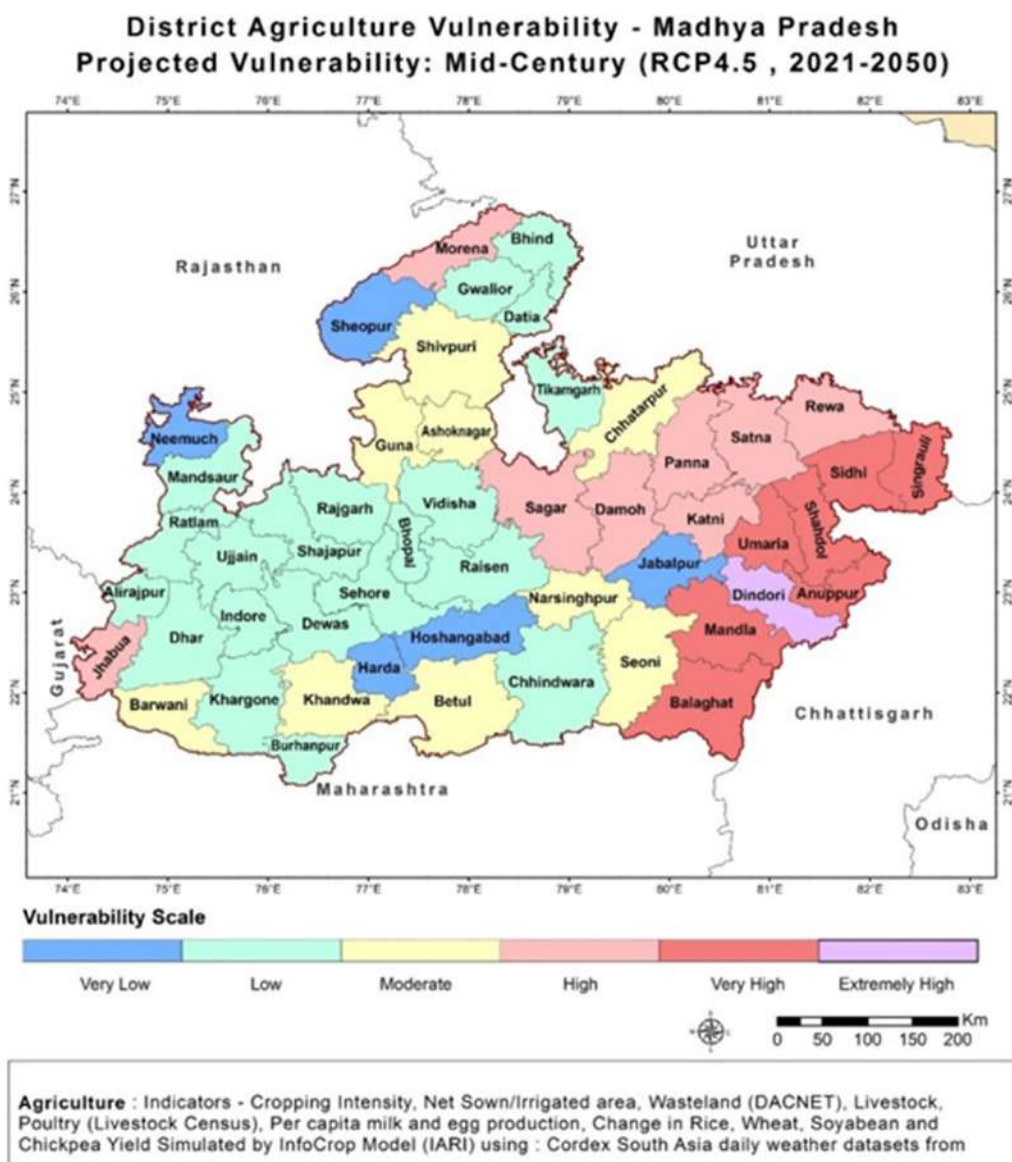 District Agriculture Vulnerability - Madhya Pradesh
Projected Vulnerability: Mid-Century (RCP4.5 , 2021-2050)
74°E 75°E 76°E 77°E 78°E 79°E 80°E 81°E 82°E 83°E
27°N 27°N
Bhind
Morena
Uttar
Pradesh
Rajasthan
Gwalior
26°N 26°N
Datia
Sheopur
Shivpuri
Tikamgarh
25°N 25°N
Chhatarpur
Rewa
Ashoknagar
Neemuch
Guna
Satna
Panna
Sidhi
Singrauli
Mandsaur
24°N 24°N
Vidisha
Rajgarh
Sagar
Damoh
Katni
Ratlam
Bhopal
Shahdol
Umaria
Ujjain
Shajapur
Jabalpur
Raisen
23°N 23°N
Alirajpur
Sehore
Narsinghpur
Dindori
Anuppur
Indore
Dewas
Mandla
Dhar
Hoshangabad
Gujarat
Jhabua
Seoni
Harda
Chhindwara
22°N 22°N
Barwani
Khargone
Khandwa
Betul
Balaghat
Chhattisgarh
Burhanpur
Maharashtra
21°N 21°N
Odisha
74°E 75°E 76°E 77°E 78°E 79°E 80°E 81°E 82°E 83°E
Vulnerability Scale
Very Low Low Moderate High Very High Extremely High
Km
0 50 100 150 200
Agriculture : Indicators - Cropping Intensity, Net Sown/Irrigated area, Wasteland (DACNET), Livestock,
Poultry (Livestock Census), Per capita milk and egg production, Change in Rice, Wheat, Soyabean and
Chickpea Yield Simulated by InfoCrop Model (IARI) using : Cordex South Asia daily weather datasets from